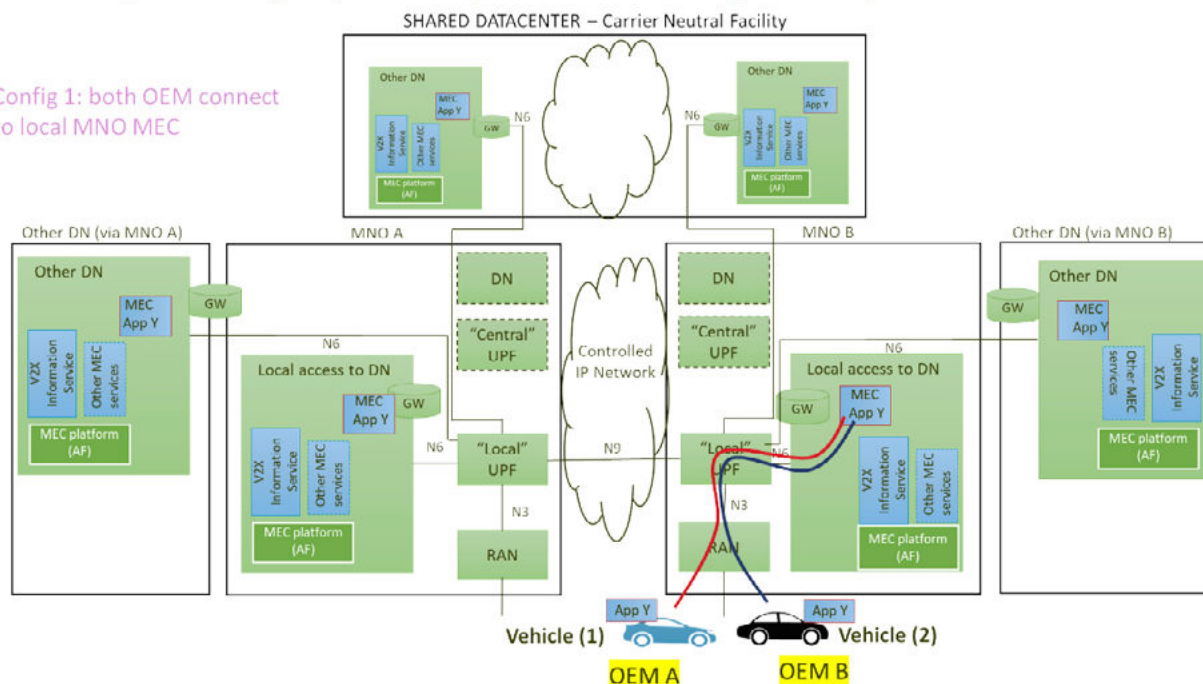 SHARED DATACENTER – Carrier Neutral Facility
Config 1: both OEM connect
to local MNO MEC
Other DN
MEC
App Y
V2X
Information
Service
Other MEC
services
MEC platform
(AF)
GW
N6
N6
GW
Other DN
MEC
App Y
V2X
Information
Service
Other MEC
services
MEC platform
(AF)
Other DN (via MNO A)
Other DN
MEC
App Y
V2X
Information
Service
Other MEC
services
MEC platform
(AF)
GW
N6
MNO A
DN
"Central"
UPF
Local access to DN
MEC
App Y
GW
V2X
Information
Service
Other MEC
services
MEC platform
(AF)
N6
"Local"
UPF
N3
RAN
Controlled
IP Network
N9
MNO B
DN
"Central"
UPF
N6
Local access to DN
GW
MEC
App Y
"Local"
UPF
N6
V2X
Information
Service
Other MEC
services
MEC platform
(AF)
N3
RAN
Other DN (via MNO B)
Other DN
GW
MEC
App Y
Other MEC
services
V2X
Information
Service
MEC platform
(AF)
App Y
Vehicle (1)
OEM A
App Y
Vehicle (2)
OEM B